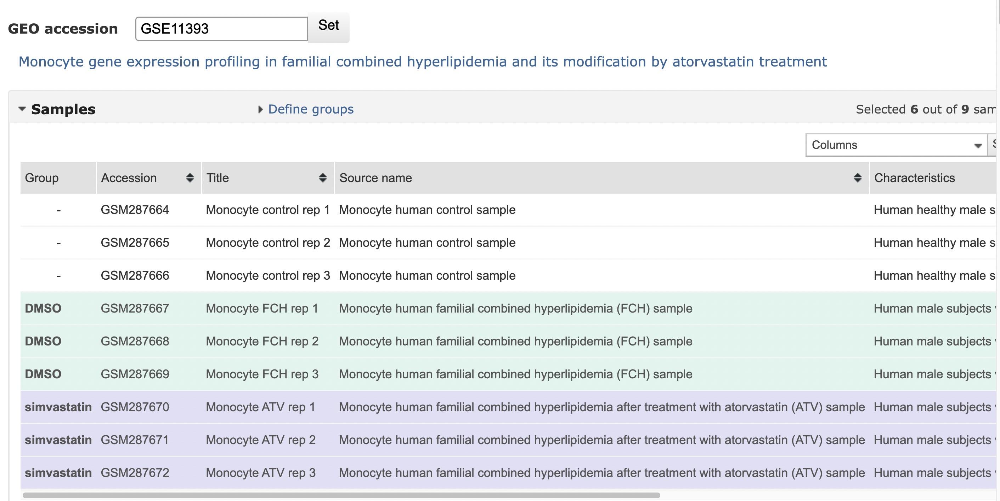 GEO accession GSE11393 Set
Monocyte gene expression profiling in familial combined hyperlipidemia and its modification by atorvastatin treatment
Samples Define groups Selected 6 out of 9 sam
Columns
Group Accession Title Source name Characteristics
- GSM287664 Monocyte control rep 1 Monocyte human control sample Human healthy male s
- GSM287665 Monocyte control rep 2 Monocyte human control sample Human healthy male s
- GSM287666 Monocyte control rep 3 Monocyte human control sample Human healthy male s
DMSO GSM287667 Monocyte FCH rep 1 Monocyte human familial combined hyperlipidemia (FCH) sample Human male subjects
DMSO GSM287668 Monocyte FCH rep 2 Monocyte human familial combined hyperlipidemia (FCH) sample Human male subjects
DMSO GSM287669 Monocyte FCH rep 3 Monocyte human familial combined hyperlipidemia (FCH) sample Human male subjects
simvastatin GSM287670 Monocyte ATV rep 1 Monocyte human familial combined hyperlipidemia after treatment with atorvastatin (ATV) sample Human male subjects
simvastatin GSM287671 Monocyte ATV rep 2 Monocyte human familial combined hyperlipidemia after treatment with atorvastatin (ATV) sample Human male subjects
simvastatin GSM287672 Monocyte ATV rep 3 Monocyte human familial combined hyperlipidemia after treatment with atorvastatin (ATV) sample Human male subjects